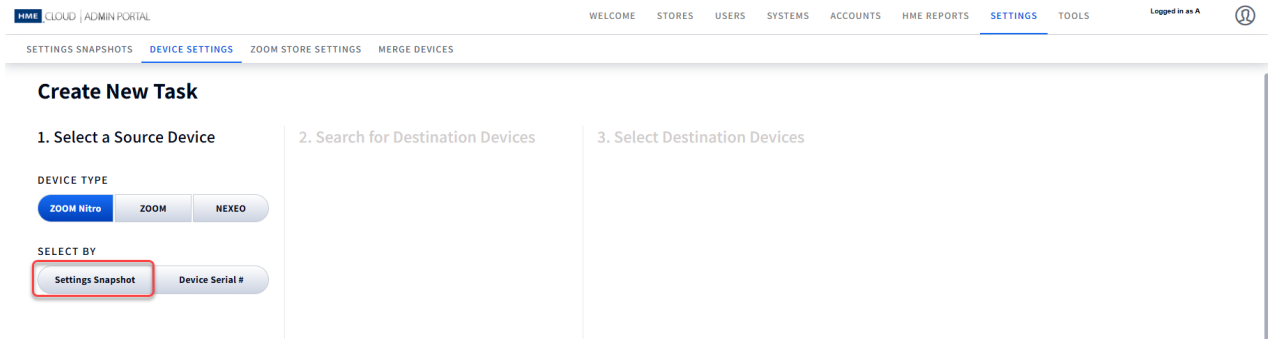 HME CLOUD | ADMIN PORTAL WELCOME STORES USERS SYSTEMS ACCOUNTS HME REPORTS SETTINGS TOOLS Logged in as A
SETTINGS SNAPSHOTS DEVICE SETTINGS ZOOM STORE SETTINGS MERGE DEVICES
Create New Task
1. Select a Source Device 2. Search for Destination Devices 3. Select Destination Devices
DEVICE TYPE
ZOOM Nitro ZOOM NEXEO
SELECT BY
Settings Snapshot Device Serial #